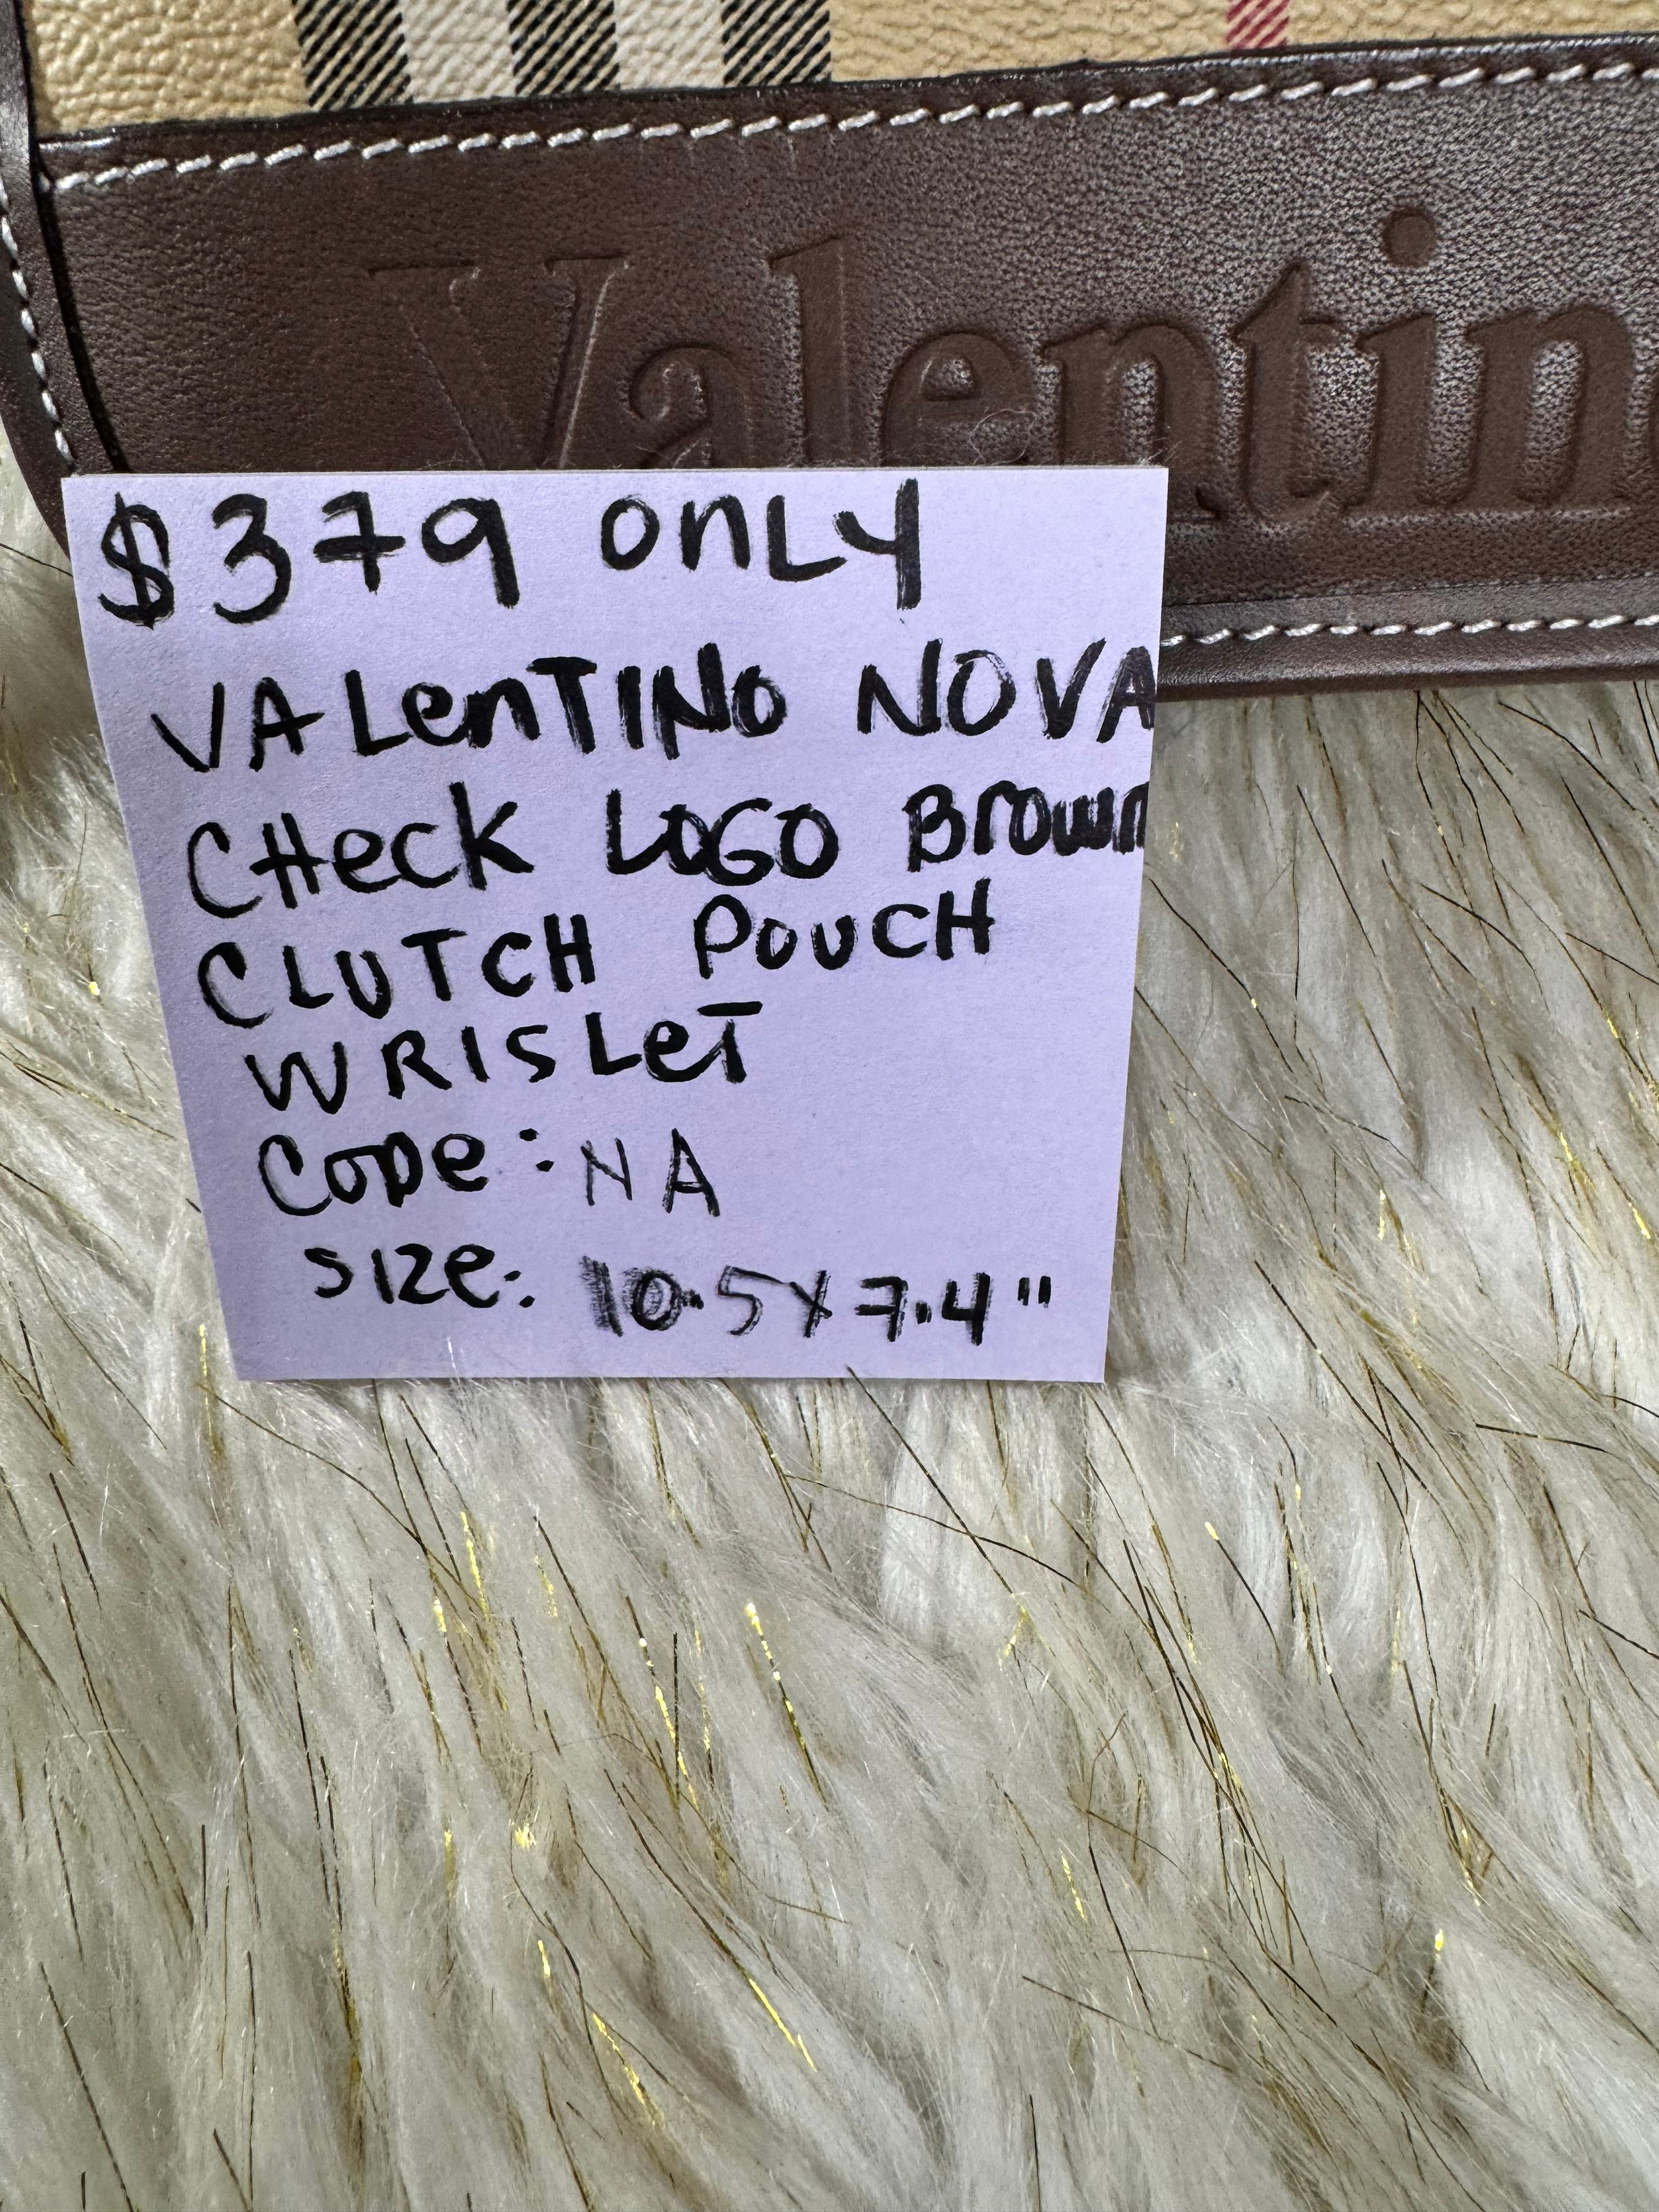 Valentin
$379 ONLY
VALENTINO NOVA
CHECK LOGO BROWN
CLUTCH POUCH
WRISLET
CODE: NA
SIZE: 10.5X7.4"